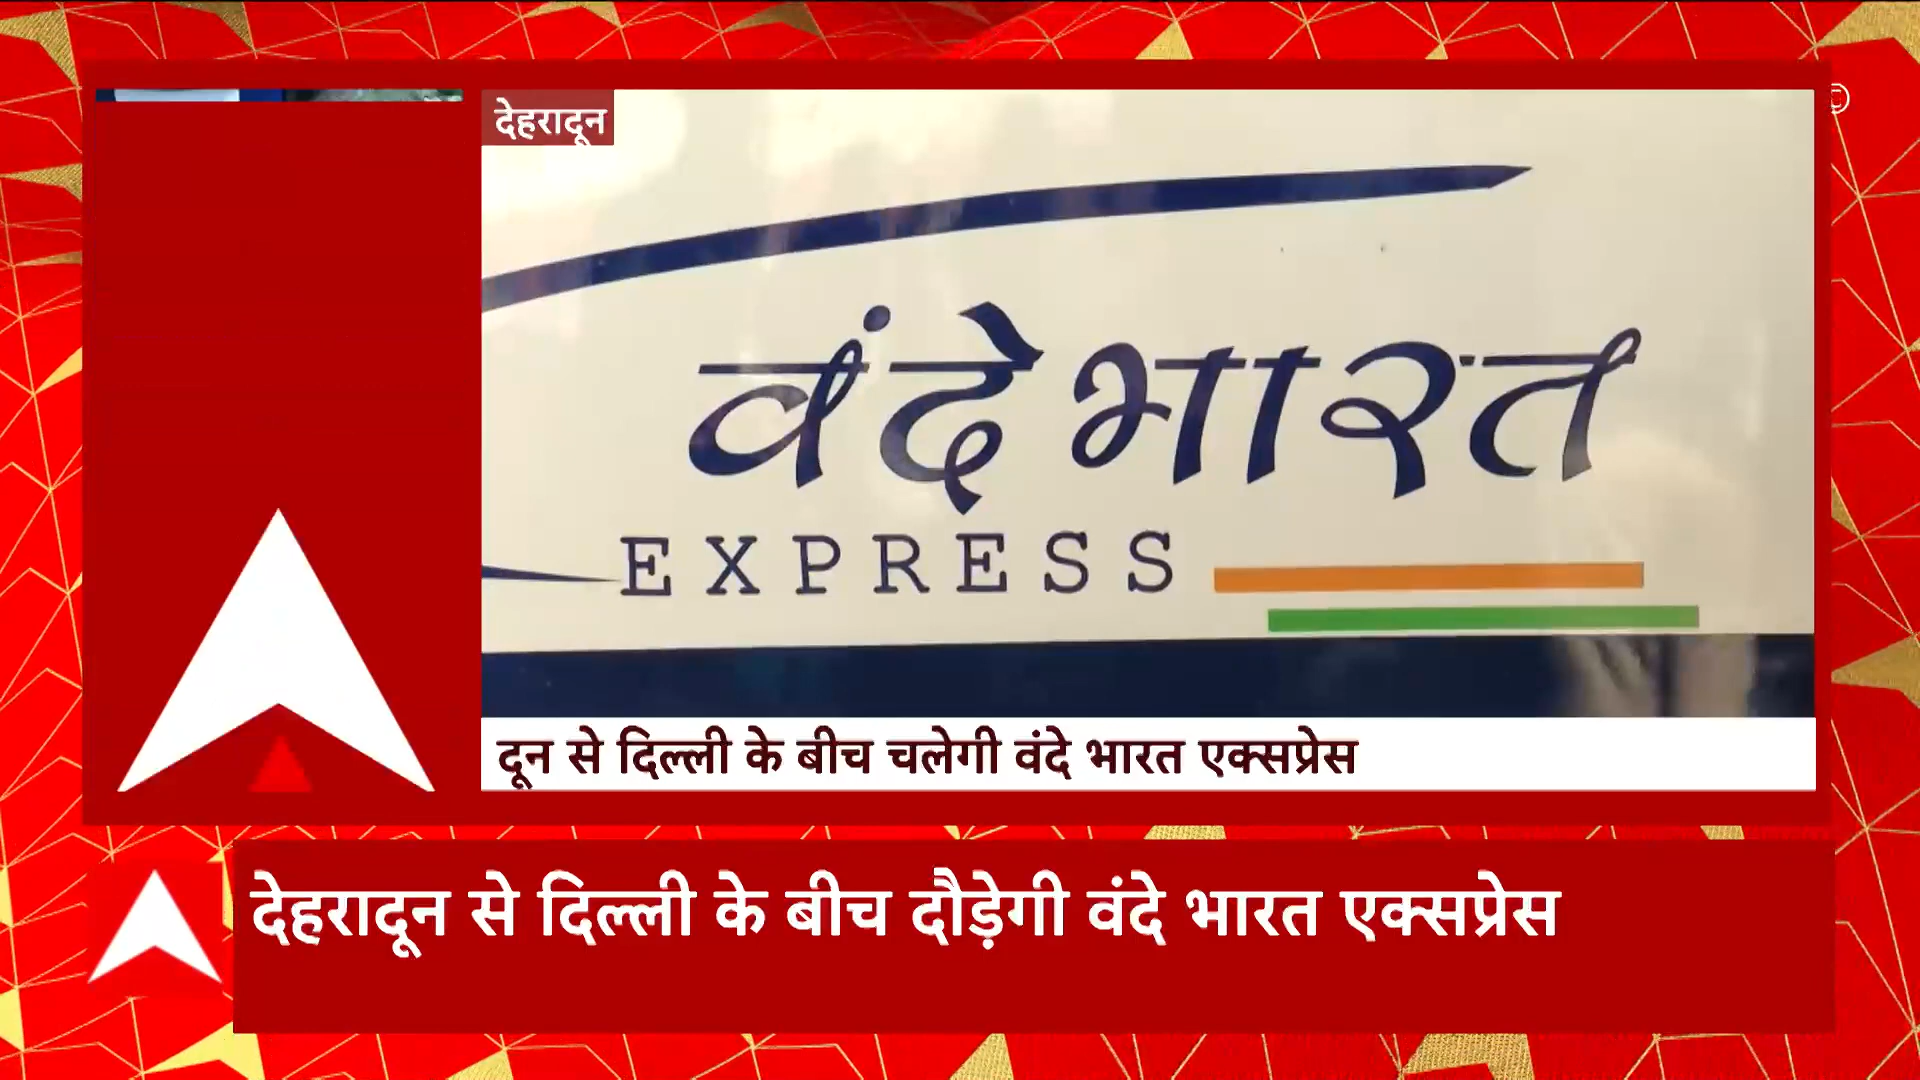 देहरादून
वंदे भारत
EXPRESS
दून से दिल्ली के बीच चलेगी वंदे भारत एक्सप्रेस
देहरादून से दिल्ली के बीच दौड़ेगी वंदे भारत एक्सप्रेस